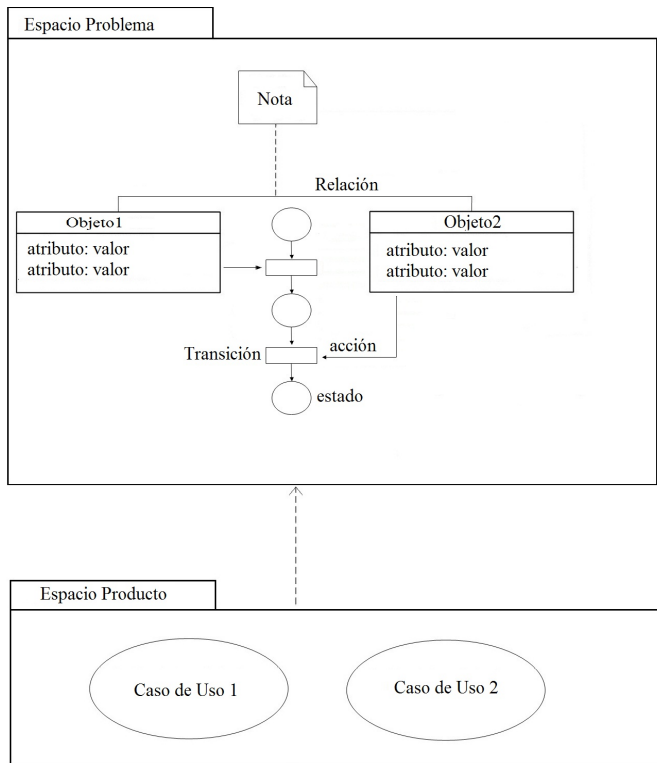 Espacio Problema
Nota
Relación
Objeto1
atributo: valor
atributo: valor
Objeto2
atributo: valor
atributo: valor
Transición
acción
estado
Espacio Producto
Caso de Uso 1
Caso de Uso 2